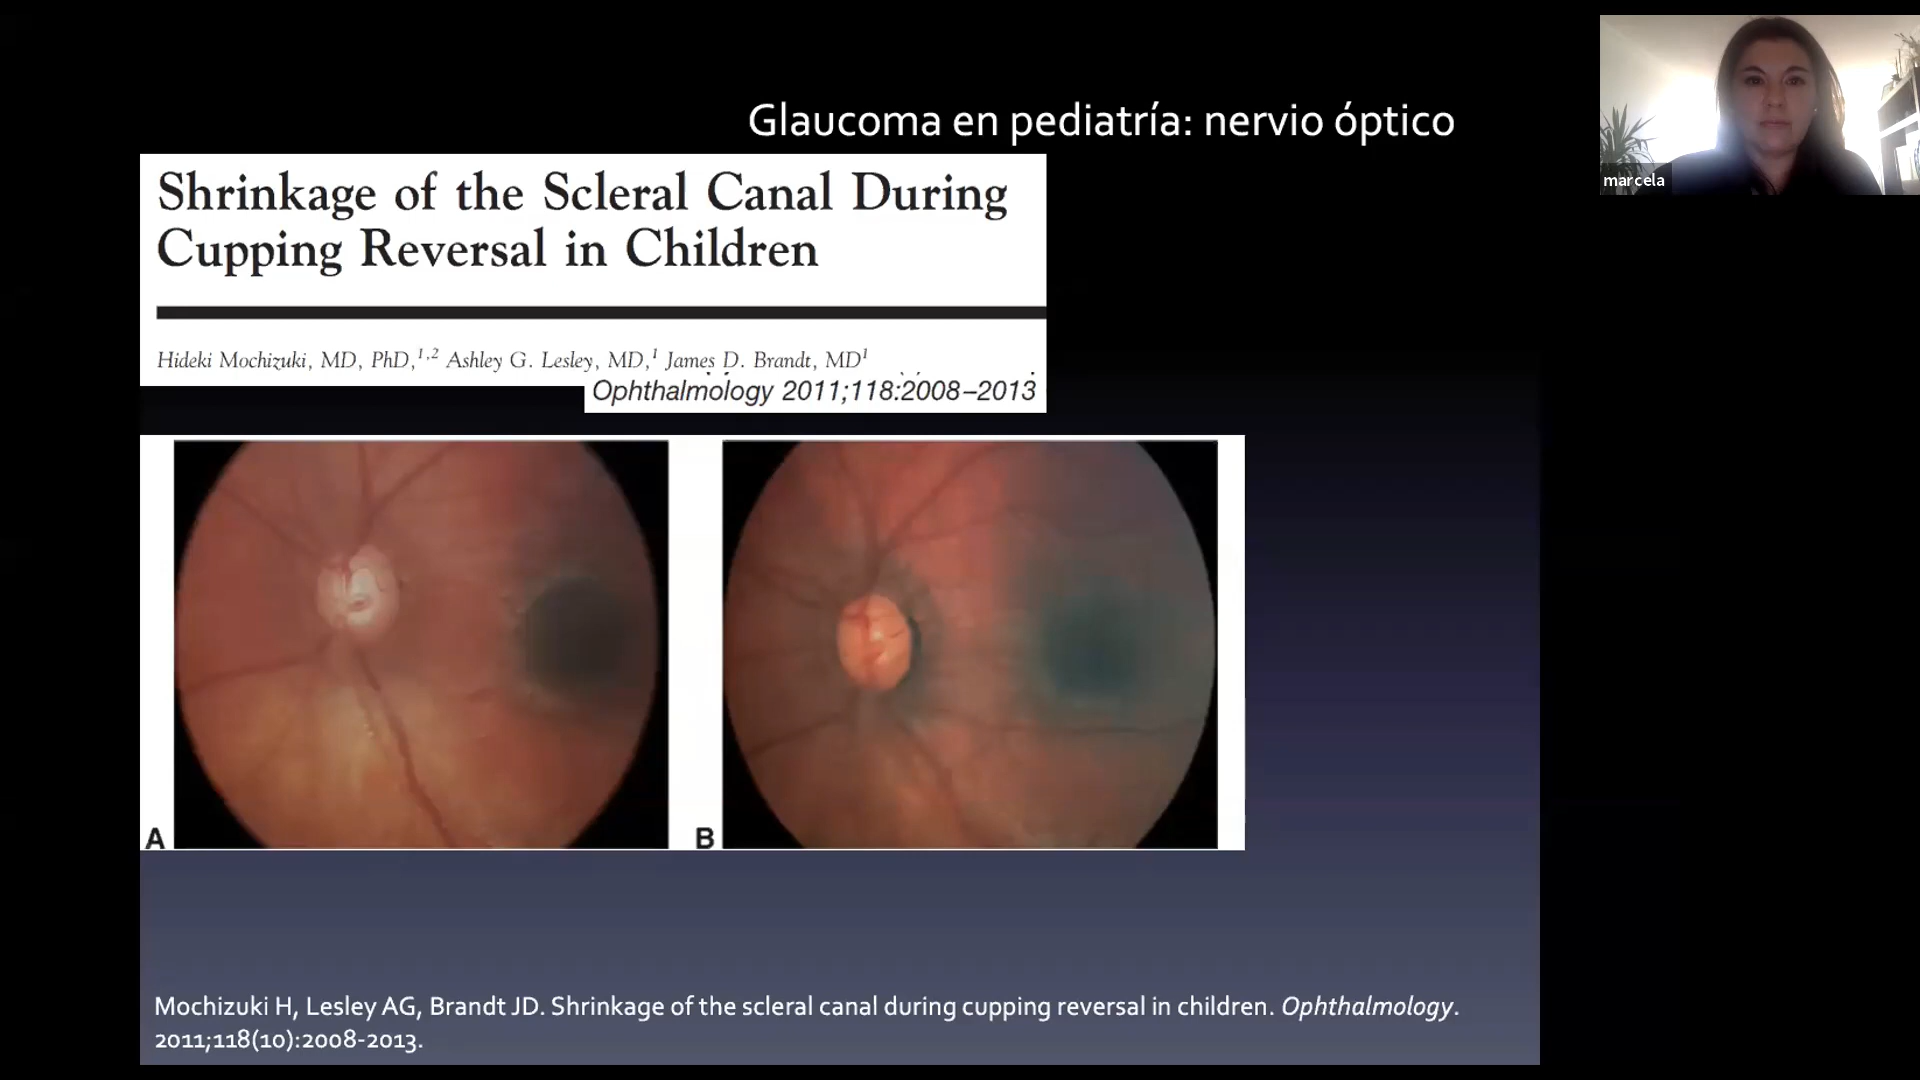 Glaucoma en pediatría: nervio óptico
marcela
Shrinkage of the Scleral Canal During
Cupping Reversal in Children
Hideki Mochizuki, MD, PhD,1,2 Ashley G. Lesley, MD,1 James D. Brandt, MD1
Ophthalmology 2011;118:2008–2013
A
B
Mochizuki H, Lesley AG, Brandt JD. Shrinkage of the scleral canal during cupping reversal in children. Ophthalmology.
2011;118(10):2008-2013.